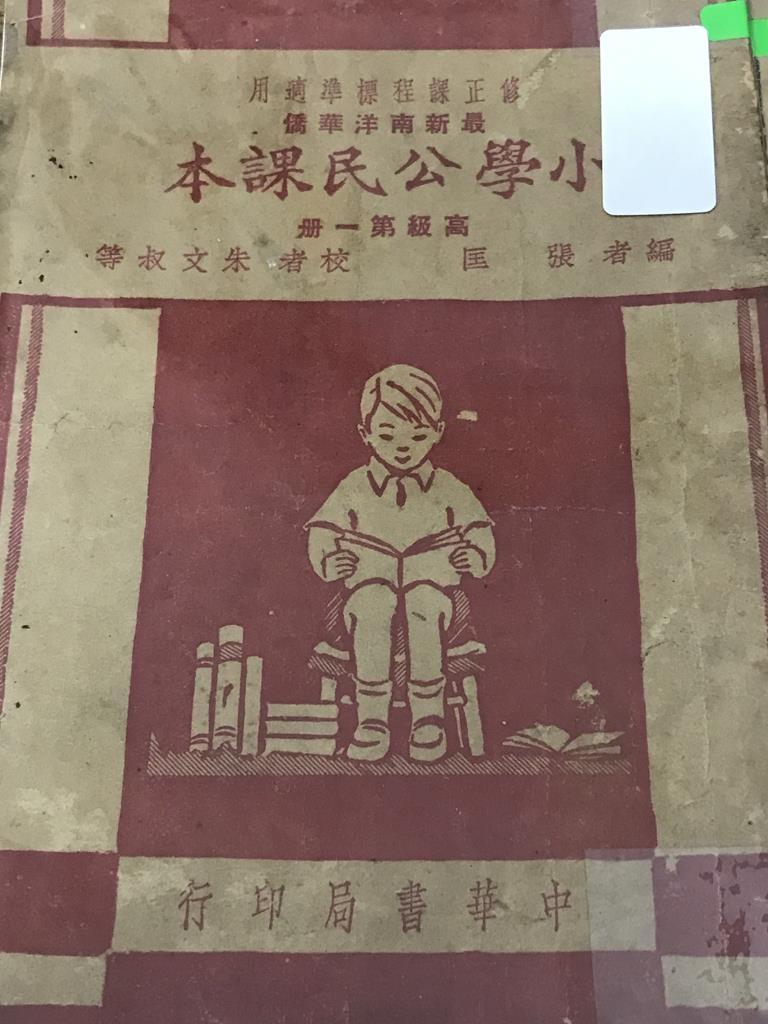 修正課程標準適用
最新南洋華僑
小學公民課本
高級第一册
編者 張匡 校者 朱文叔等
中華書局印行